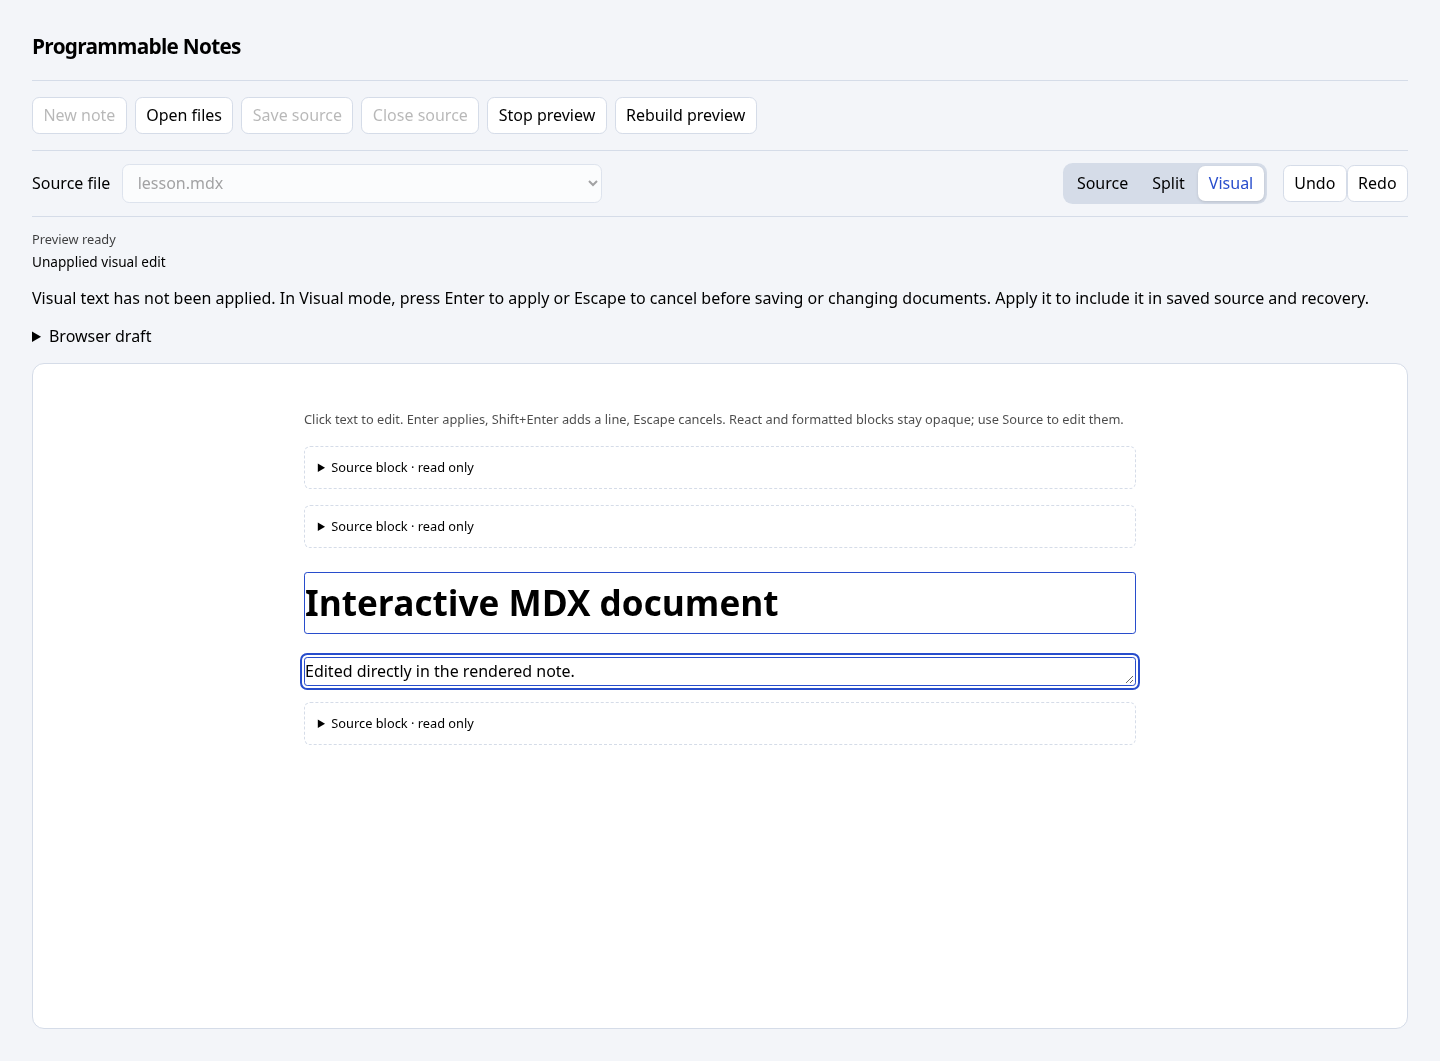 Programmable Notes
New note Open files Save source Close source Stop preview Rebuild preview
Source file lesson.mdx Source Split Visual Undo Redo
Preview ready
Unapplied visual edit
Visual text has not been applied. In Visual mode, press Enter to apply or Escape to cancel before saving or changing documents. Apply it to include it in saved source and recovery.
Browser draft
Click text to edit. Enter applies, Shift+Enter adds a line, Escape cancels. React and formatted blocks stay opaque; use Source to edit them.
Source block · read only
Source block · read only
Interactive MDX document
Edited directly in the rendered note.
Source block · read only